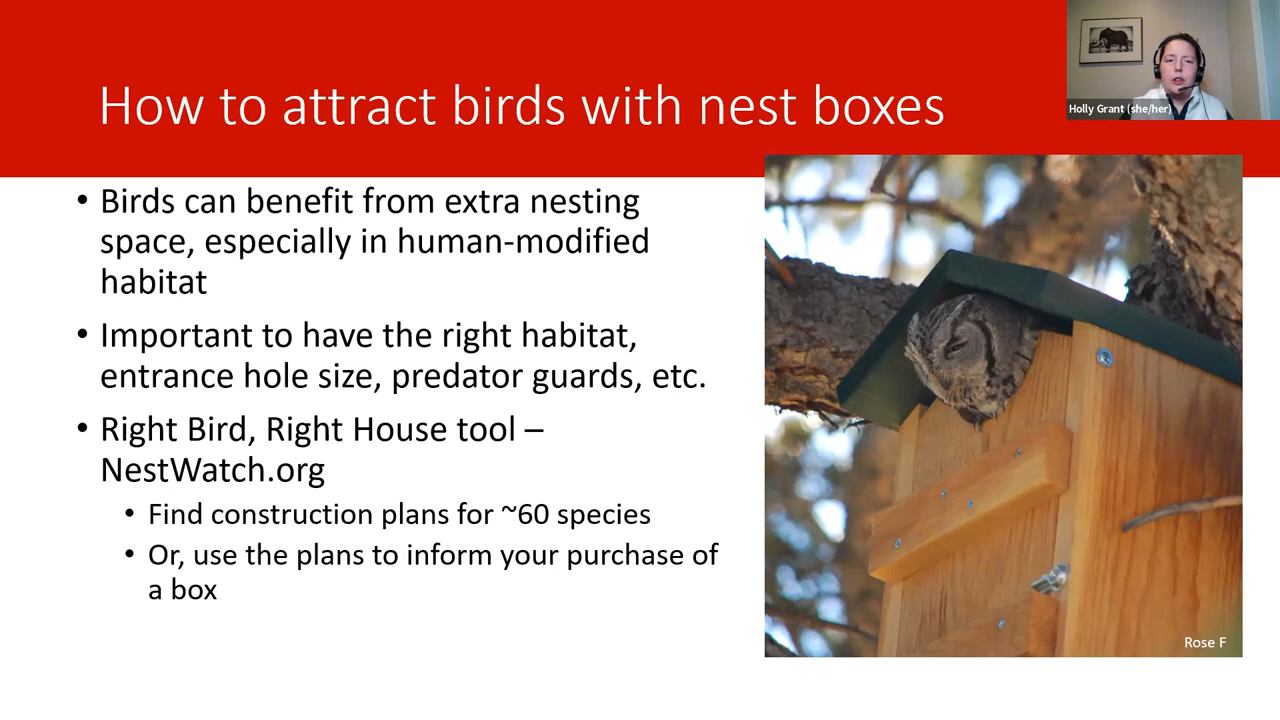 How to attract birds with nest boxes
Holly Grant (she/her)
• Birds can benefit from extra nesting
space, especially in human-modified
habitat
• Important to have the right habitat,
entrance hole size, predator guards, etc.
• Right Bird, Right House tool –
NestWatch.org
• Find construction plans for ~60 species
• Or, use the plans to inform your purchase of
a box
Rose F